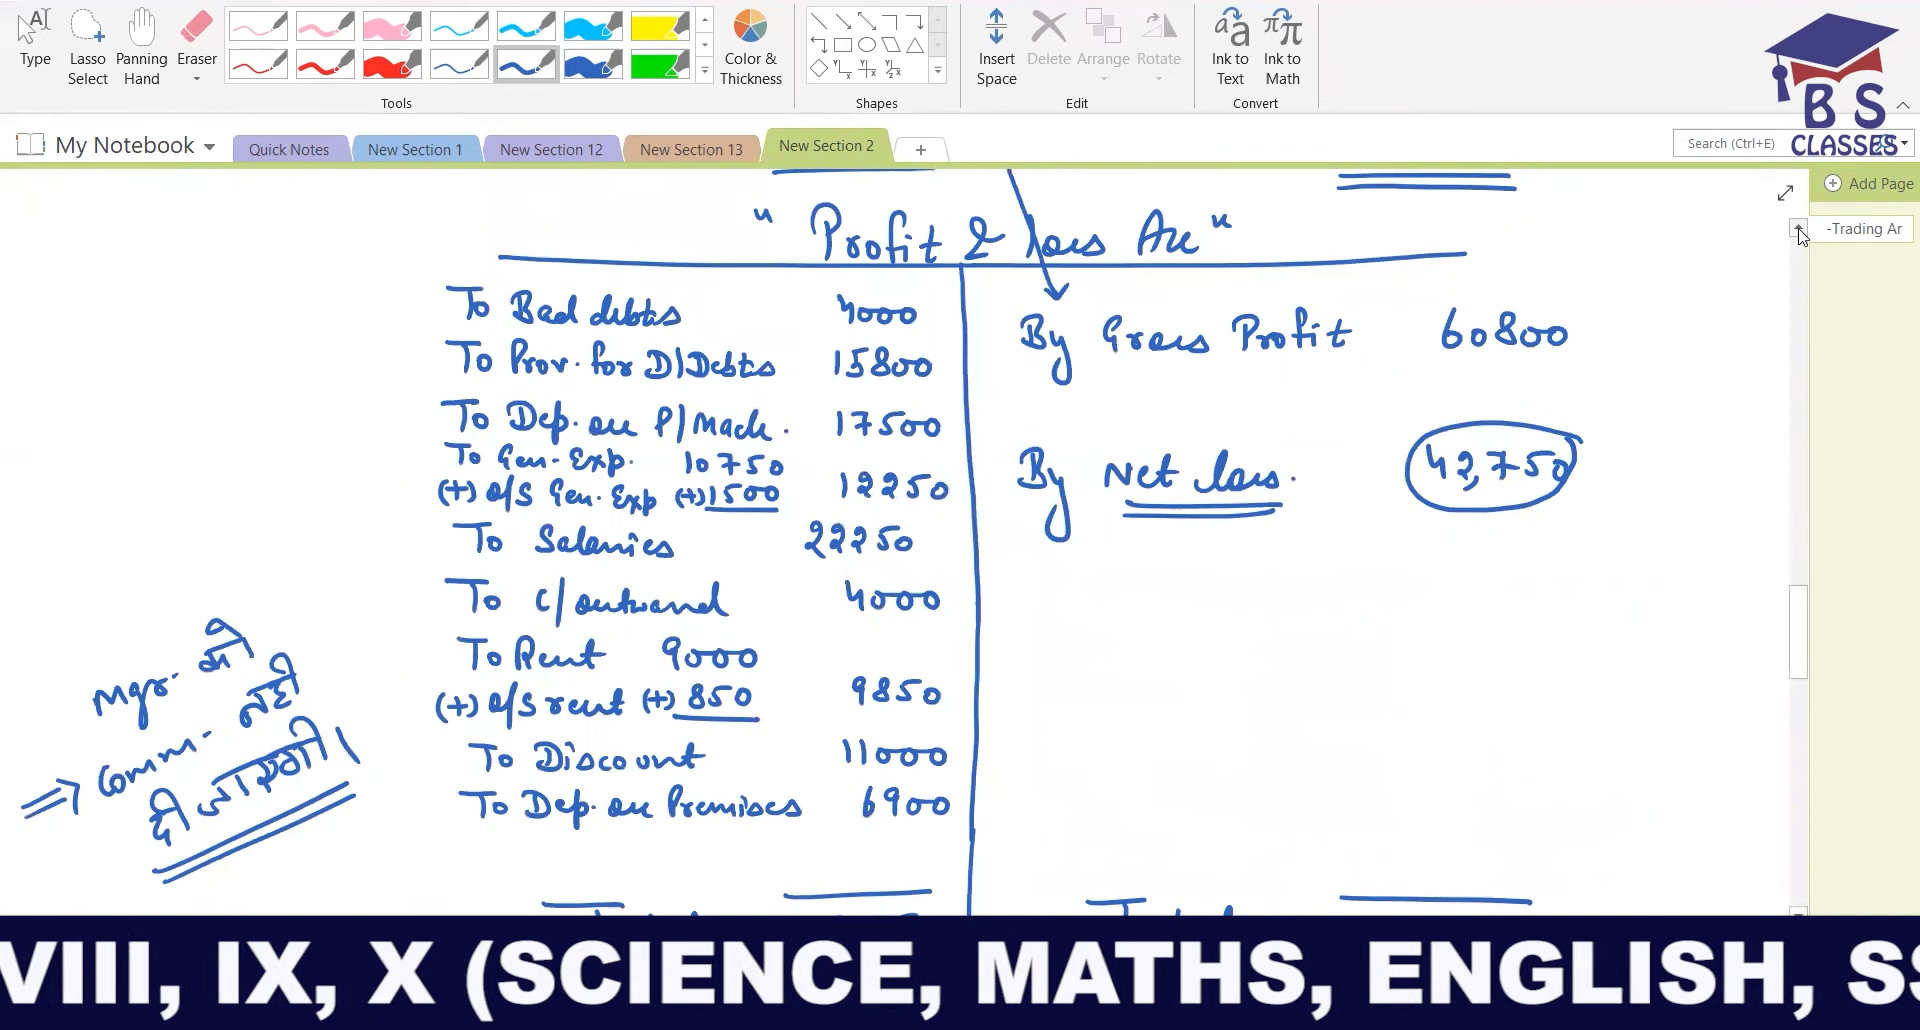 Type
Lasso Select
Panning Hand
Eraser
Color & Thickness
Insert Space
Delete
Arrange
Rotate
Ink to Text
Ink to Math
Tools
Shapes
Edit
Convert
B S
CLASSES
My Notebook
Quick Notes
New Section 1
New Section 12
New Section 13
New Section 2
Search (Ctrl+E)
Add Page
-Trading Ar
" Profit & loss A/c "
To Bad debts 4000
To Prov. for D/Debts 15800
To Dep. on P/Mach. 17500
To Gen. Exp. 10750
(+) O/S Gen. Exp (+) 1500 12250
To Salaries 22250
To C/outward 4000
To Rent 9000
(+) O/S rent (+) 850 9850
To Discount 11000
To Dep. on Premises 6900
By Gross Profit 60800
By Net loss. 42,750
Mgr. को
⇒ Comm. नही
दी जाएगी।
VIII, IX, X (SCIENCE, MATHS, ENGLISH, SS